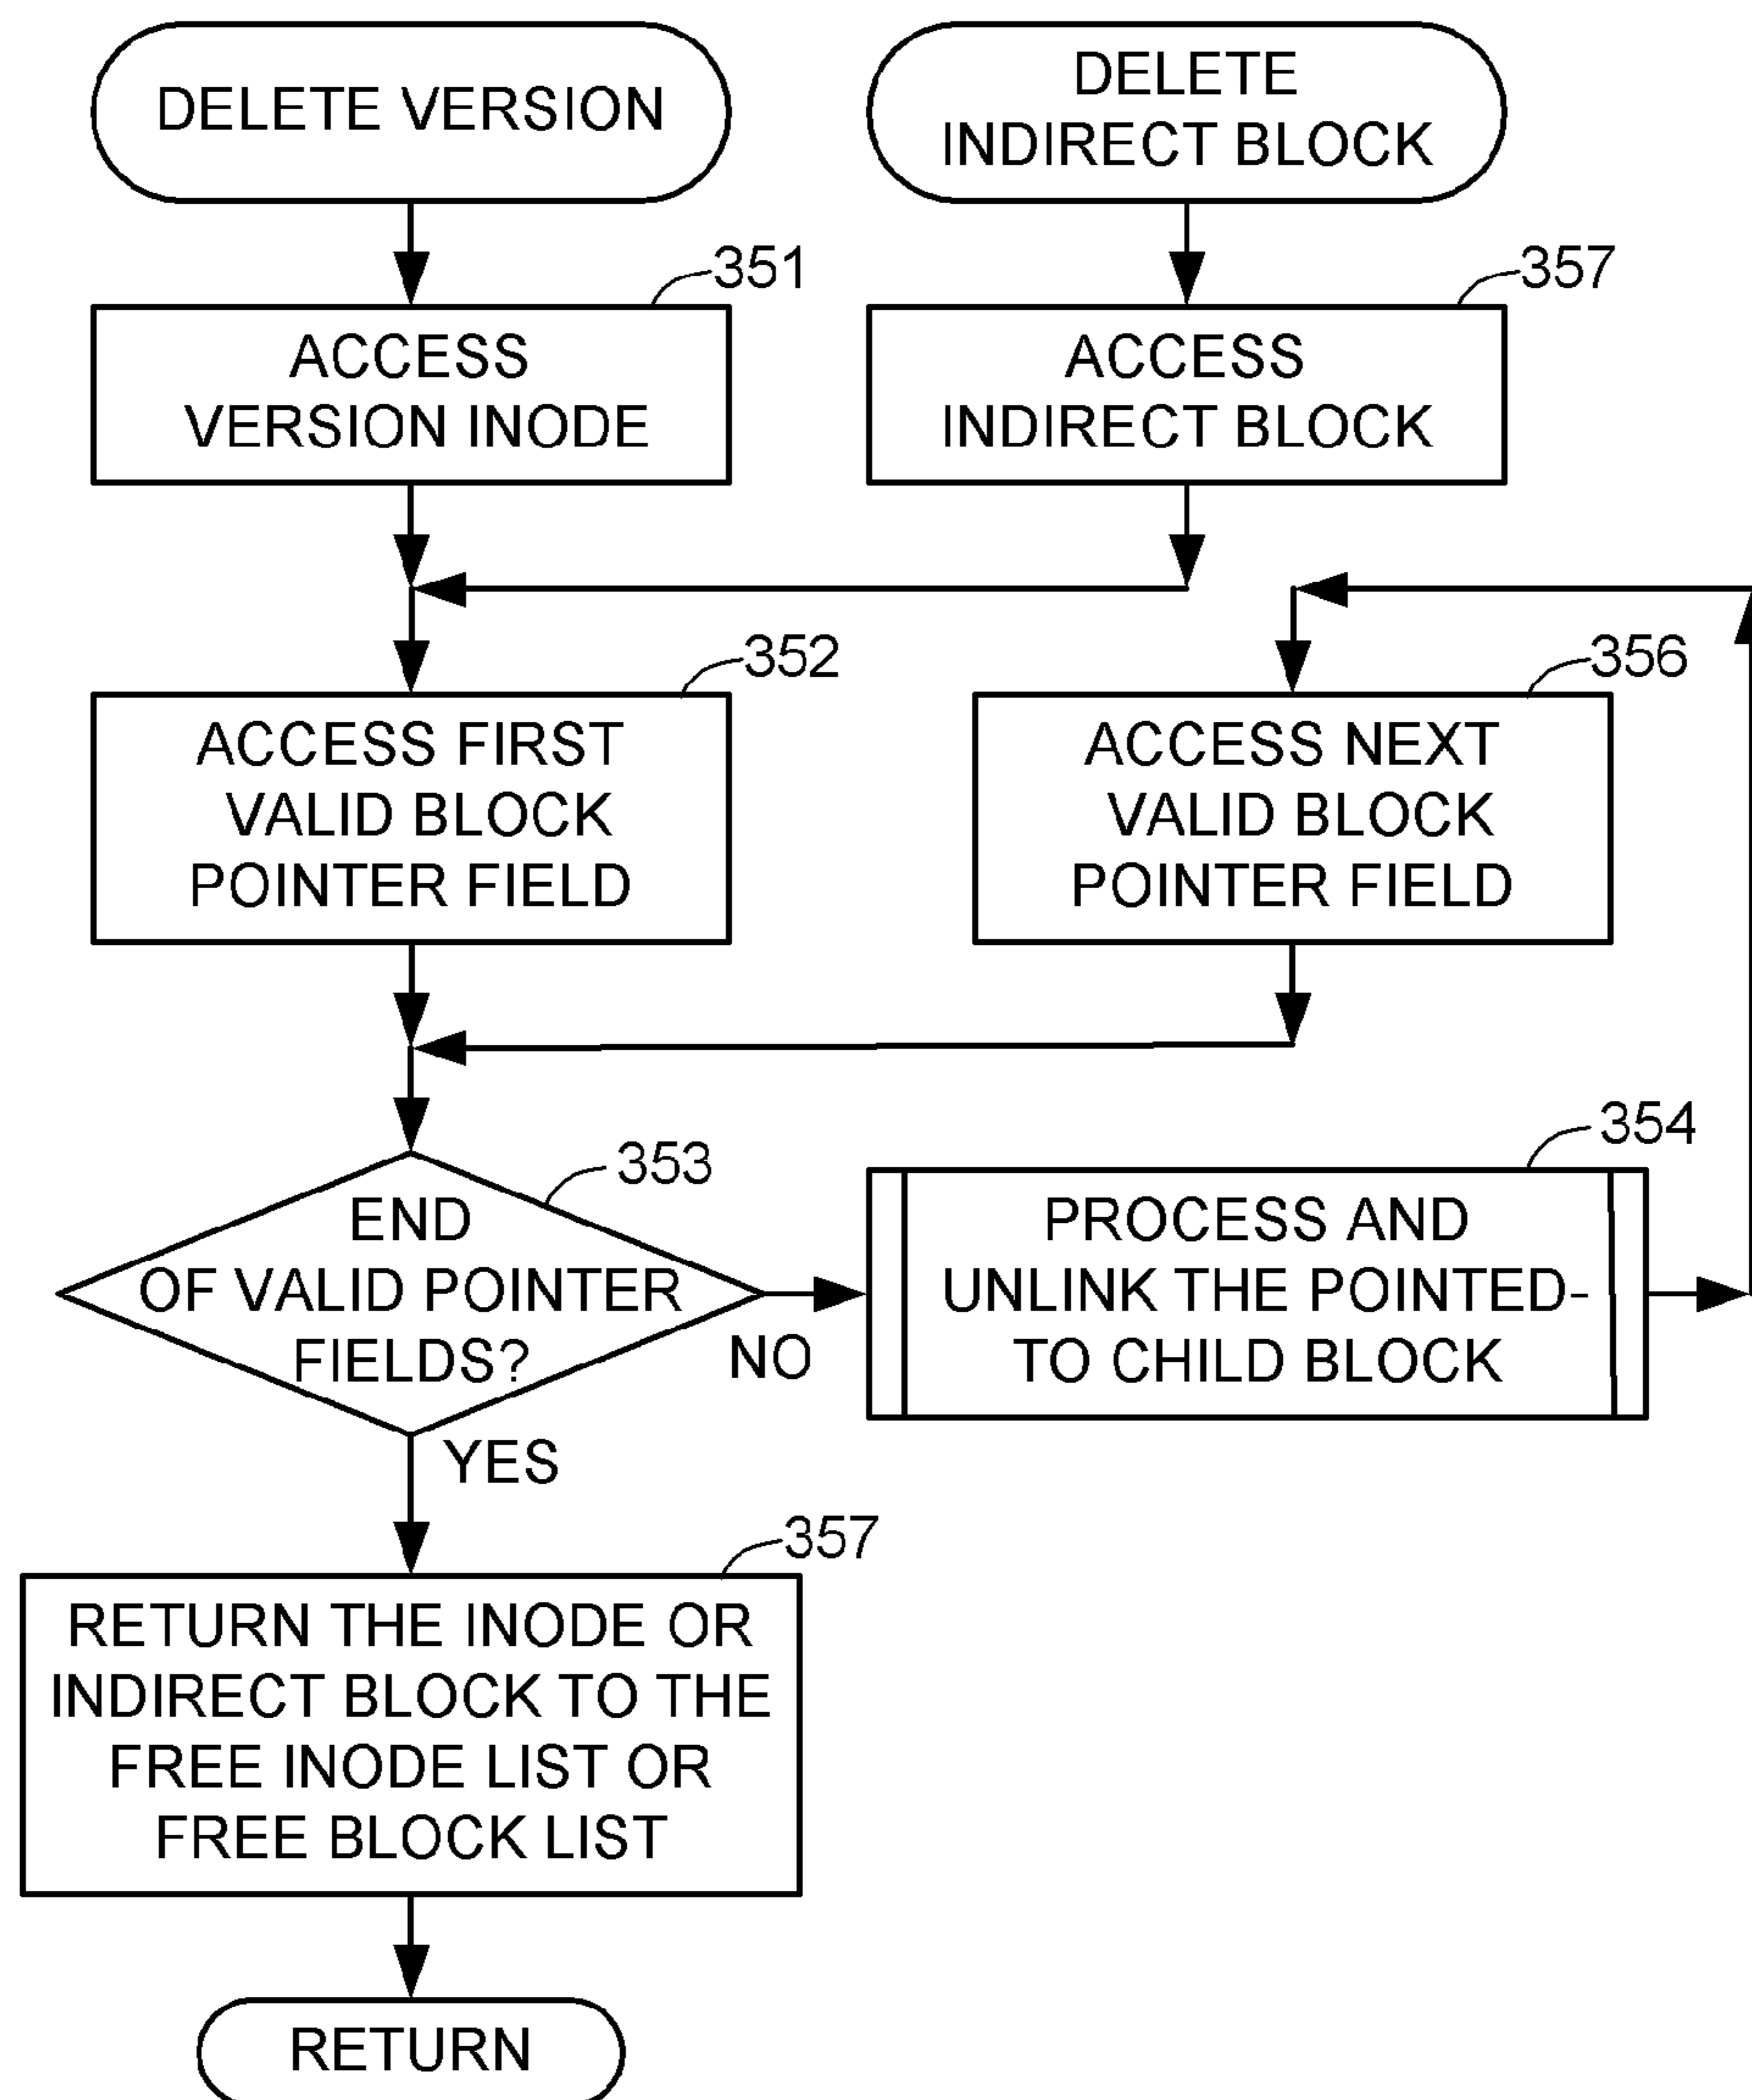 DELETE VERSION
DELETE
INDIRECT BLOCK
351
357
ACCESS
VERSION INODE
ACCESS
INDIRECT BLOCK
352
356
ACCESS FIRST
VALID BLOCK
POINTER FIELD
ACCESS NEXT
VALID BLOCK
POINTER FIELD
353
354
END
OF VALID POINTER
FIELDS?
NO
PROCESS AND
UNLINK THE POINTED-
TO CHILD BLOCK
YES
357
RETURN THE INODE OR
INDIRECT BLOCK TO THE
FREE INODE LIST OR
FREE BLOCK LIST
RETURN